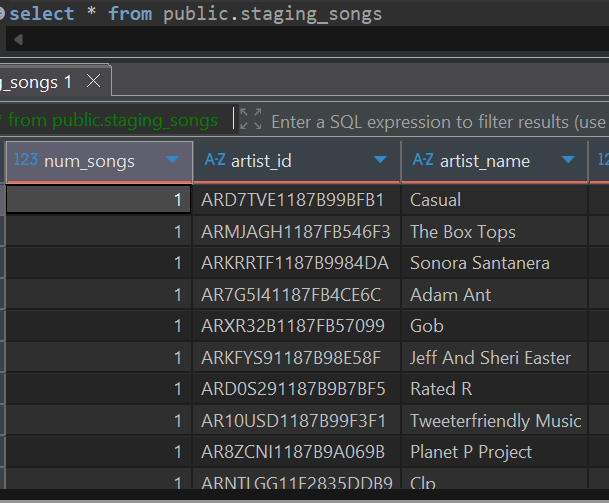 select * from public.staging_songs
g_songs 1
* from public.staging_songs Enter a SQL expression to filter results (use
123 num_songs A-Z artist_id A-Z artist_name 12
1 ARD7TVE1187B99BFB1 Casual
1 ARMJAGH1187FB546F3 The Box Tops
1 ARKRRTF1187B9984DA Sonora Santanera
1 AR7G5I41187FB4CE6C Adam Ant
1 ARXR32B1187FB57099 Gob
1 ARKFYS91187B98E58F Jeff And Sheri Easter
1 ARD0S291187B9B7BF5 Rated R
1 AR10USD1187B99F3F1 Tweeterfriendly Music
1 AR8ZCNI1187B9A069B Planet P Project
1 ARNTLGG11E2835DDB9 Clp